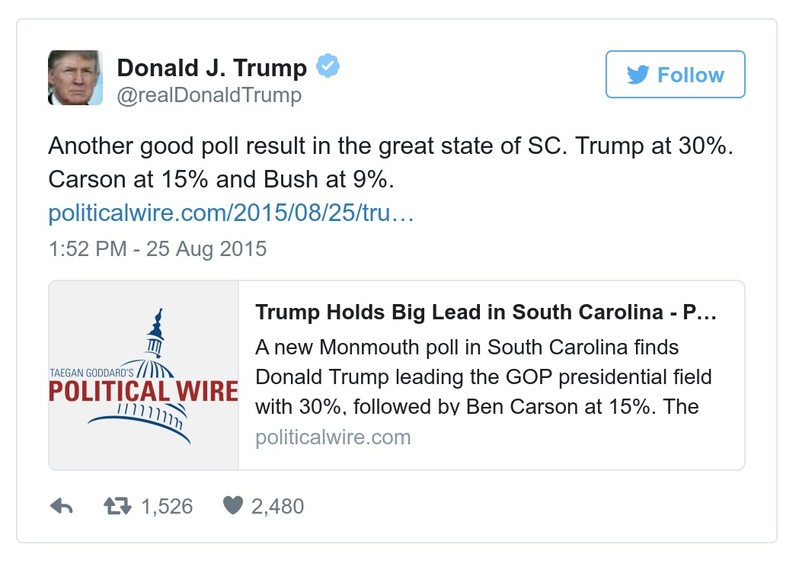 Donald J. Trump
@realDonaldTrump
Follow
Another good poll result in the great state of SC. Trump at 30%.
Carson at 15% and Bush at 9%.
politicalwire.com/2015/08/25/tru…
1:52 PM - 25 Aug 2015
TAEGAN GODDARD'S
POLITICAL WIRE
Trump Holds Big Lead in South Carolina - P…
A new Monmouth poll in South Carolina finds
Donald Trump leading the GOP presidential field
with 30%, followed by Ben Carson at 15%. The
politicalwire.com
1,526 2,480